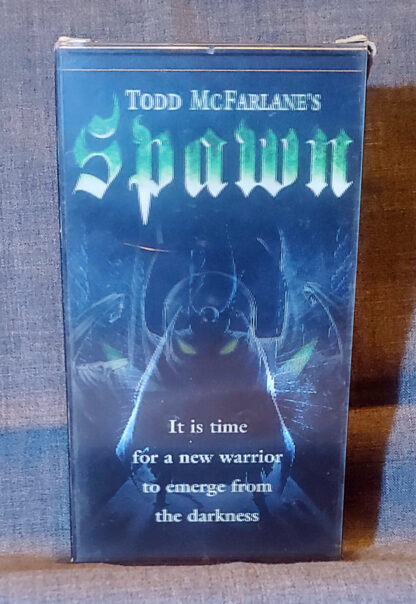 TODD MCFARLANE'S
Spawn
It is time
for a new warrior
to emerge from
the darkness